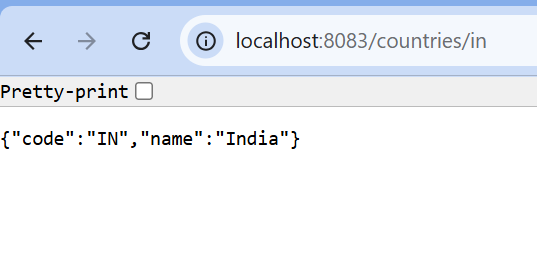 localhost:8083/countries/in
Pretty-print
{"code":"IN","name":"India"}